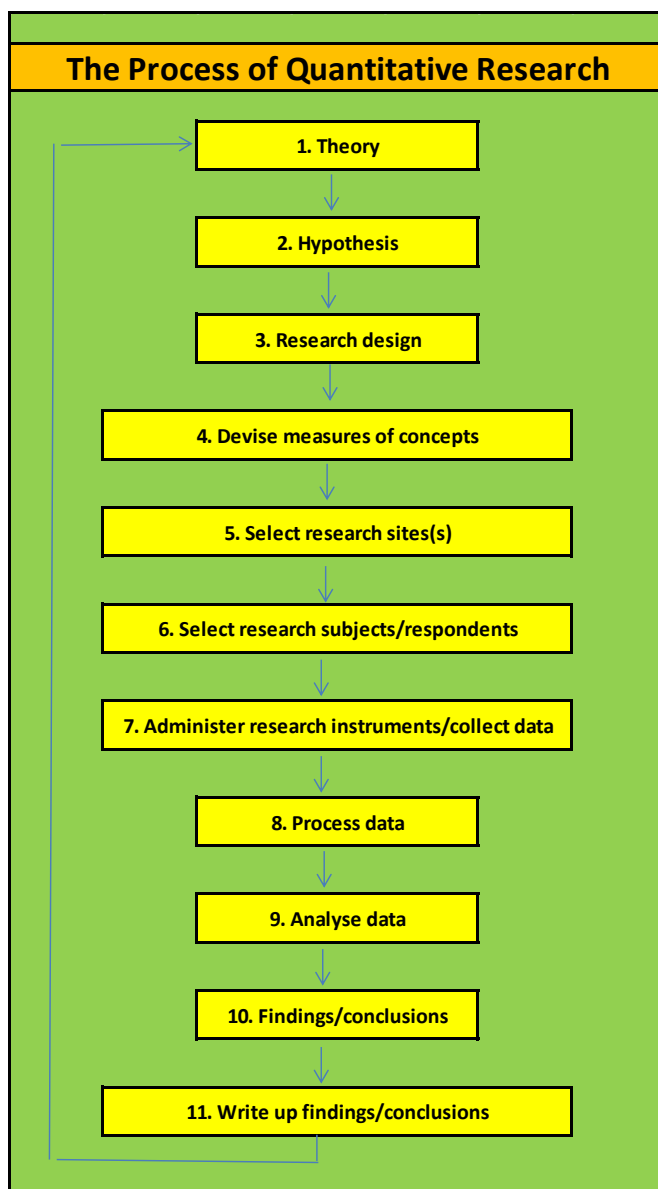 The Process of Quantitative Research
1. Theory
2. Hypothesis
3. Research design
4. Devise measures of concepts
5. Select research sites(s)
6. Select research subjects/respondents
7. Administer research instruments/collect data
8. Process data
9. Analyse data
10. Findings/conclusions
11. Write up findings/conclusions